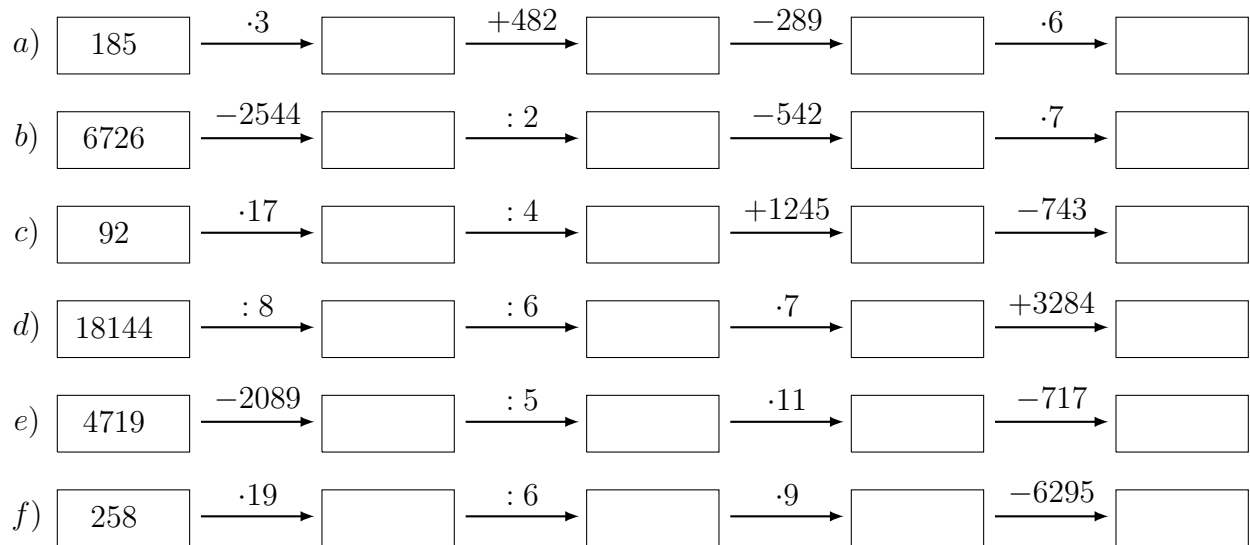 a) 185 ·3 +482 −289 ·6
b) 6726 −2544 : 2 −542 ·7
c) 92 ·17 : 4 +1245 −743
d) 18144 : 8 : 6 ·7 +3284
e) 4719 −2089 : 5 ·11 −717
f) 258 ·19 : 6 ·9 −6295